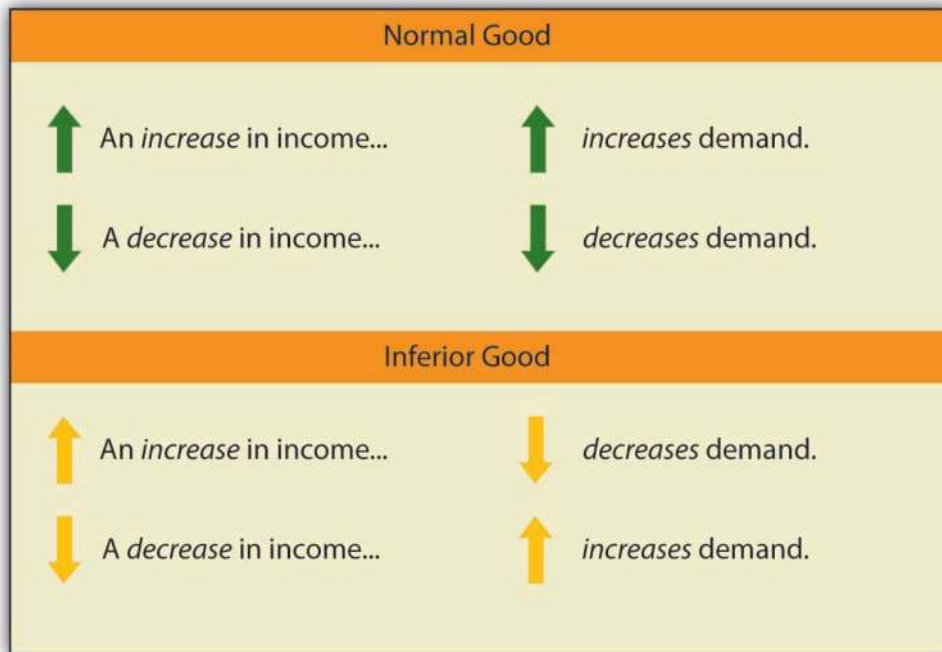 Normal Good
An increase in income... increases demand.
A decrease in income... decreases demand.
Inferior Good
An increase in income... decreases demand.
A decrease in income... increases demand.